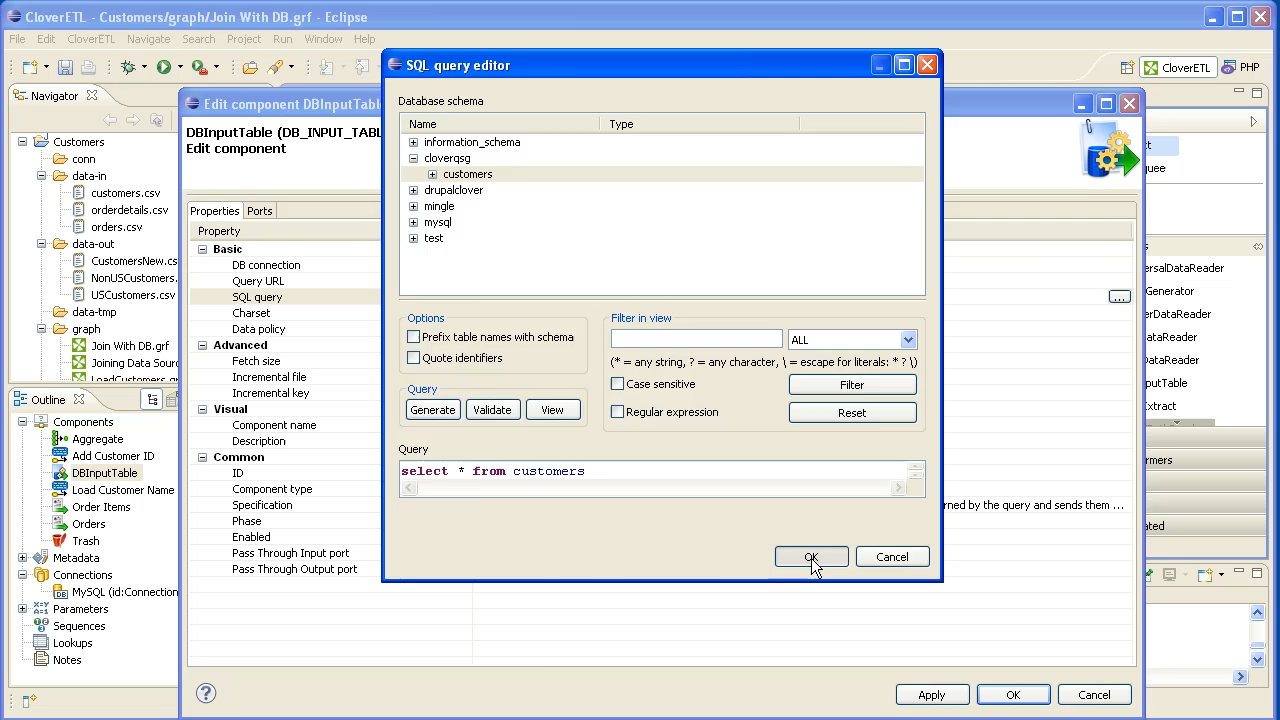 CloverETL - Customers/graph/Join With DB.grf - Eclipse
File Edit CloverETL Navigate Search Project Run Window Help
CloverETL PHP
Navigator
Customers
conn
data-in
customers.csv
orderdetails.csv
orders.csv
data-out
CustomersNew.cs
NonUSCustomers.
USCustomers.csv
data-tmp
graph
Join With DB.grf
Joining Data Sourc
LoadCustomers.gr
Outline
Components
Aggregate
Add Customer ID
DBInputTable
Load Customer Name
Order Items
Orders
Trash
Metadata
Connections
MySQL (id:Connection
Parameters
Sequences
Lookups
Notes
Edit component DBInputTabl
DBInputTable (DB_INPUT_TABL
Edit component
Properties Ports
Property
Basic
DB connection
Query URL
SQL query
...
Charset
Data policy
Advanced
Fetch size
Incremental file
Incremental key
Visual
Component name
Description
Common
ID
Component type
Specification
rned by the query and sends them ...
Phase
Enabled
Pass Through Input port
Pass Through Output port
Apply OK Cancel
SQL query editor
Database schema
Name Type
information_schema
cloverqsg
customers
drupalclover
mingle
mysql
test
Options
Prefix table names with schema
Quote identifiers
Query
Generate Validate View
Filter in view
ALL
(* = any string, ? = any character, \ = escape for literals: * ? \)
Case sensitive Filter
Regular expression Reset
Query
select * from customers
OK Cancel
ersalDataReader
Generator
erDataReader
aReader
putTable
Extract
rmers
ated